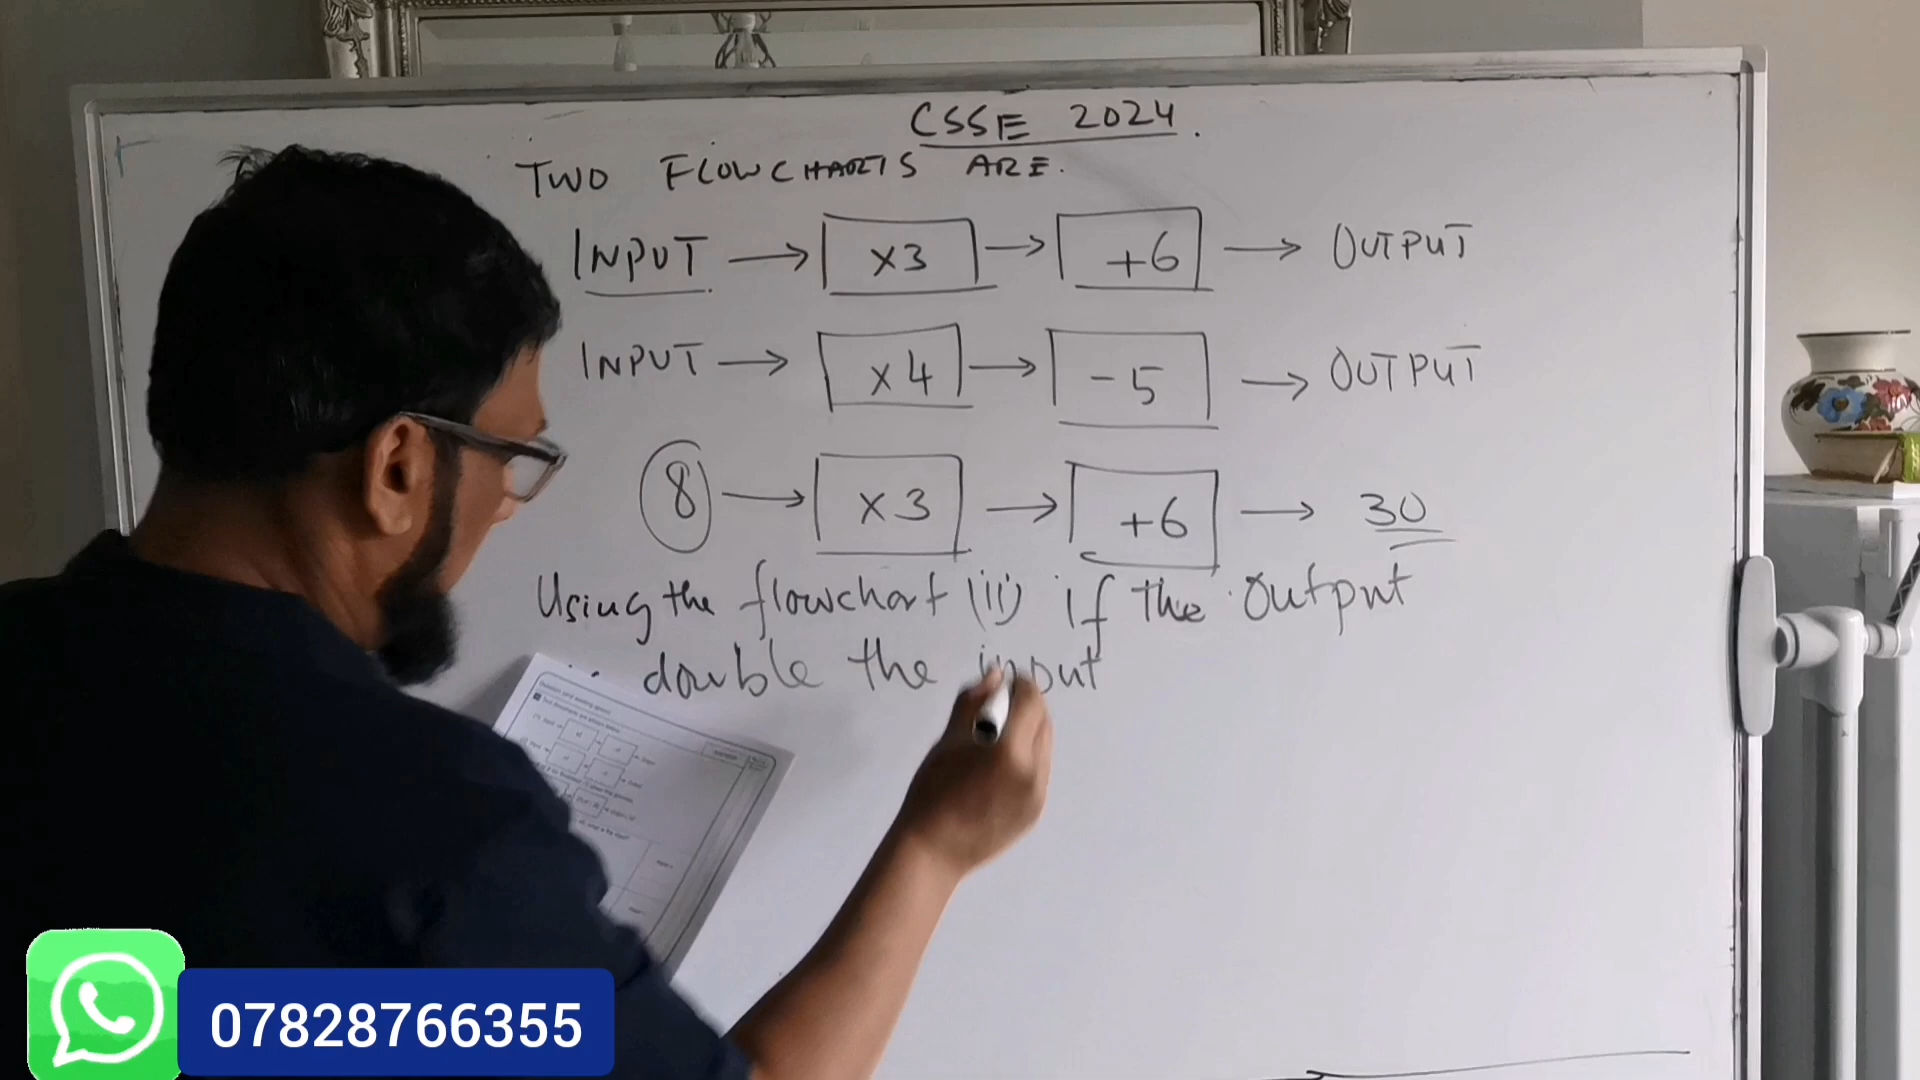 CSSE 2024.
TWO FLOWCHARTS ARE.
INPUT → ×3 → +6 → OUTPUT
INPUT → ×4 → -5 → OUTPUT
8 → ×3 → +6 → 30
Using the flowchart (ii) if the output
double the input
07828766355